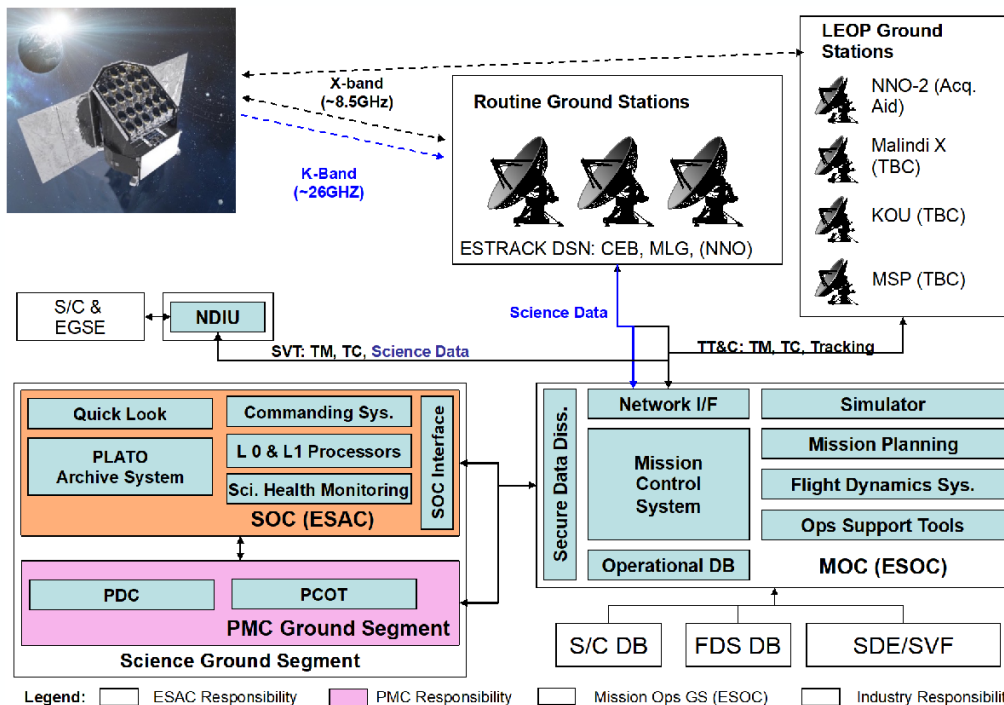 LEOP Ground
Stations
NNO-2 (Acq.
Aid)
Malindi X
(TBC)
KOU (TBC)
MSP (TBC)
X-band
(~8.5GHz)
K-Band
(~26GHZ)
Routine Ground Stations
ESTRACK DSN: CEB, MLG, (NNO)
S/C &
EGSE
NDIU
Science Data
SVT: TM, TC, Science Data
TT&C: TM, TC, Tracking
Quick Look
PLATO
Archive System
Commanding Sys.
L 0 & L1 Processors
Sci. Health Monitoring
SOC Interface
SOC (ESAC)
PDC
PCOT
PMC Ground Segment
Science Ground Segment
Secure Data Diss.
Network I/F
Mission
Control
System
Operational DB
Simulator
Mission Planning
Flight Dynamics Sys.
Ops Support Tools
MOC (ESOC)
S/C DB
FDS DB
SDE/SVF
Legend:
ESAC Responsibility
PMC Responsibility
Mission Ops GS (ESOC)
Industry Responsibilit